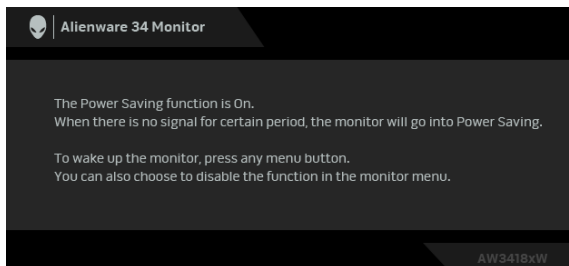 Alienware 34 Monitor
The Power Saving function is On.
When there is no signal for certain period, the monitor will go into Power Saving.
To wake up the monitor, press any menu button.
You can also choose to disable the function in the monitor menu.
AW3418xW